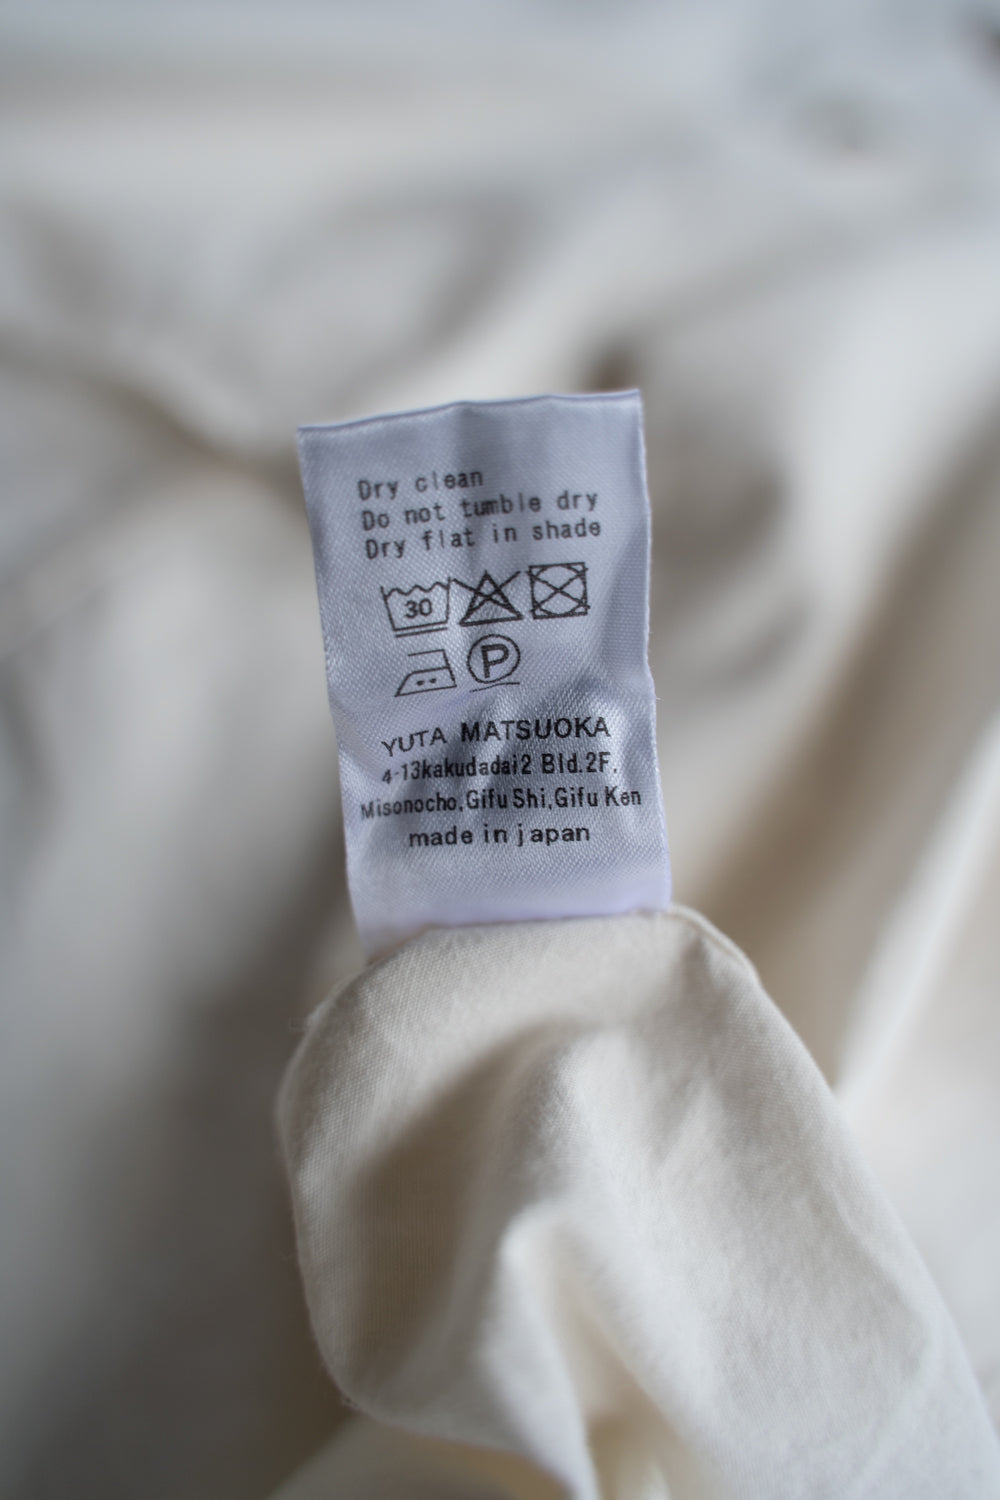 Dry clean
Do not tumble dry
Dry flat in shade
30
P
YUTA MATSUOKA
4-13kakudadai2 Bld.2F.
Misonocho,Gifu Shi,Gifu Ken
made in japan